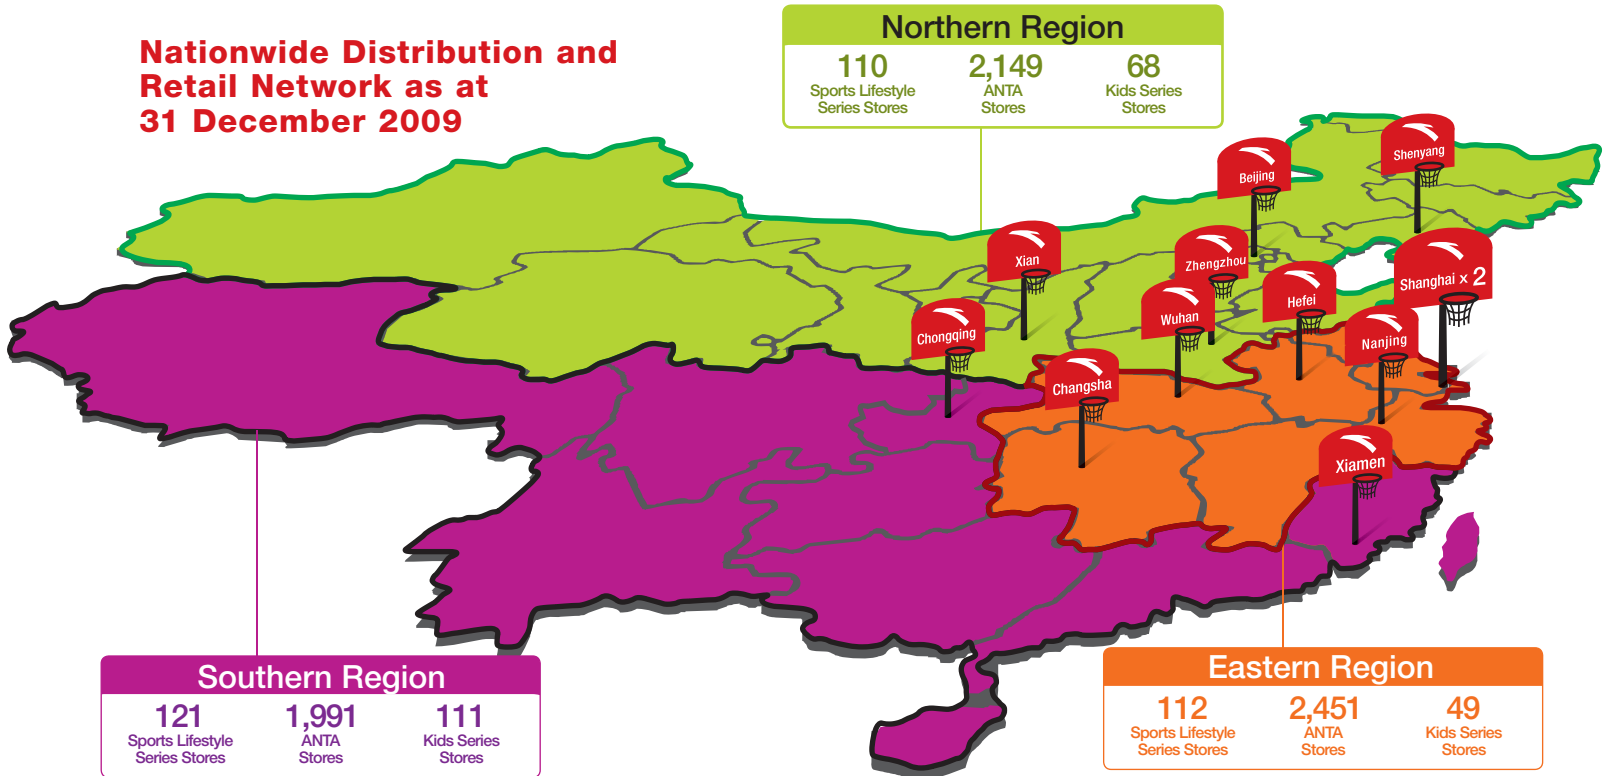 Nationwide Distribution and
Retail Network as at
31 December 2009
Northern Region
110
Sports Lifestyle
Series Stores
2,149
ANTA
Stores
68
Kids Series
Stores
Shenyang
Beijing
Xian
Zhengzhou
Shanghai x 2
Hefei
Wuhan
Chongqing
Nanjing
Changsha
Xiamen
Southern Region
121
Sports Lifestyle
Series Stores
1,991
ANTA
Stores
111
Kids Series
Stores
Eastern Region
112
Sports Lifestyle
Series Stores
2,451
ANTA
Stores
49
Kids Series
Stores